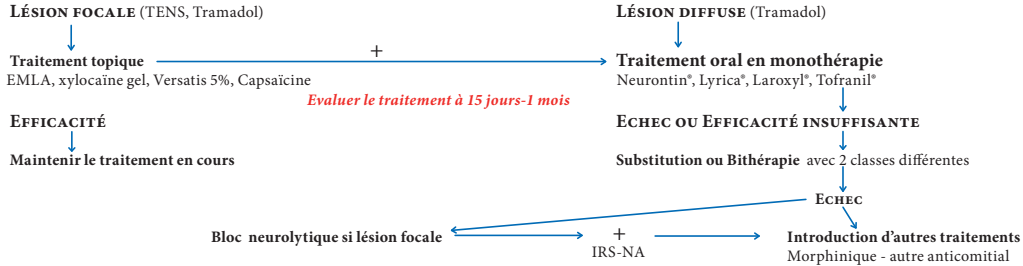 LÉSION FOCALE (TENS, Tramadol)
LÉSION DIFFUSE (Tramadol)
+
Traitement topique
EMLA, xylocaïne gel, Versatis 5%, Capsaïcine
Traitement oral en monothérapie
Neurontin®, Lyrica®, Laroxyl®, Tofranil®
Evaluer le traitement à 15 jours-1 mois
EFFICACITÉ
ECHEC OU EFFICACITÉ INSUFFISANTE
Maintenir le traitement en cours
Substitution ou Bithérapie avec 2 classes différentes
ECHEC
Bloc neurolytique si lésion focale
+
IRS-NA
Introduction d'autres traitements
Morphinique - autre anticomitial